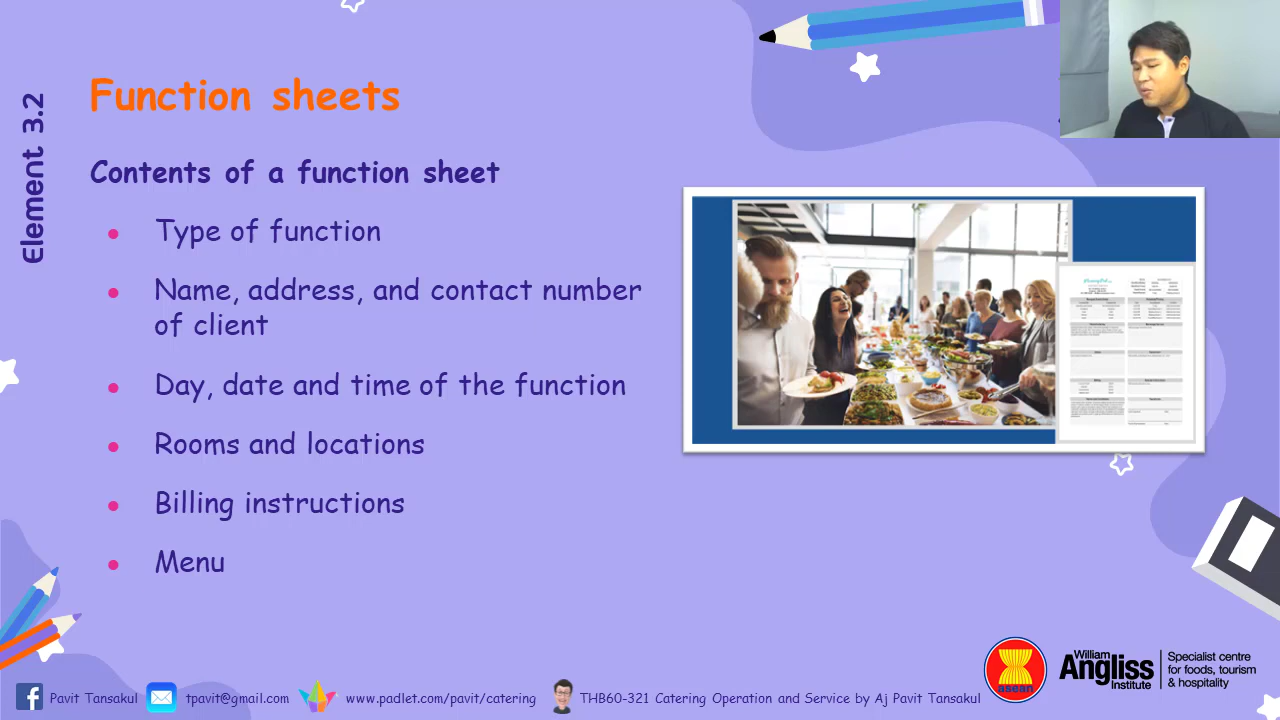 Element 3.2
Function sheets
Contents of a function sheet
Type of function
Name, address, and contact number
of client
Day, date and time of the function
Rooms and locations
Billing instructions
Menu
Pavit Tansakul
tpavit@gmail.com
www.padlet.com/pavit/catering
THB60-321 Catering Operation and Service by Aj Pavit Tansakul
asean
William
Angliss
Institute
Specialist centre
for foods, tourism
& hospitality